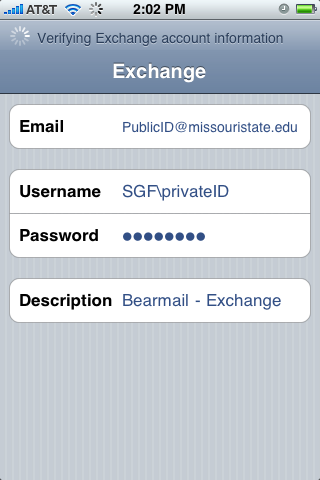 AT&T 2:02 PM
Verifying Exchange account information
Exchange
Email PublicID@missouristate.edu
Username SGF\privateID
Password ●●●●●●●●
Description Bearmail - Exchange